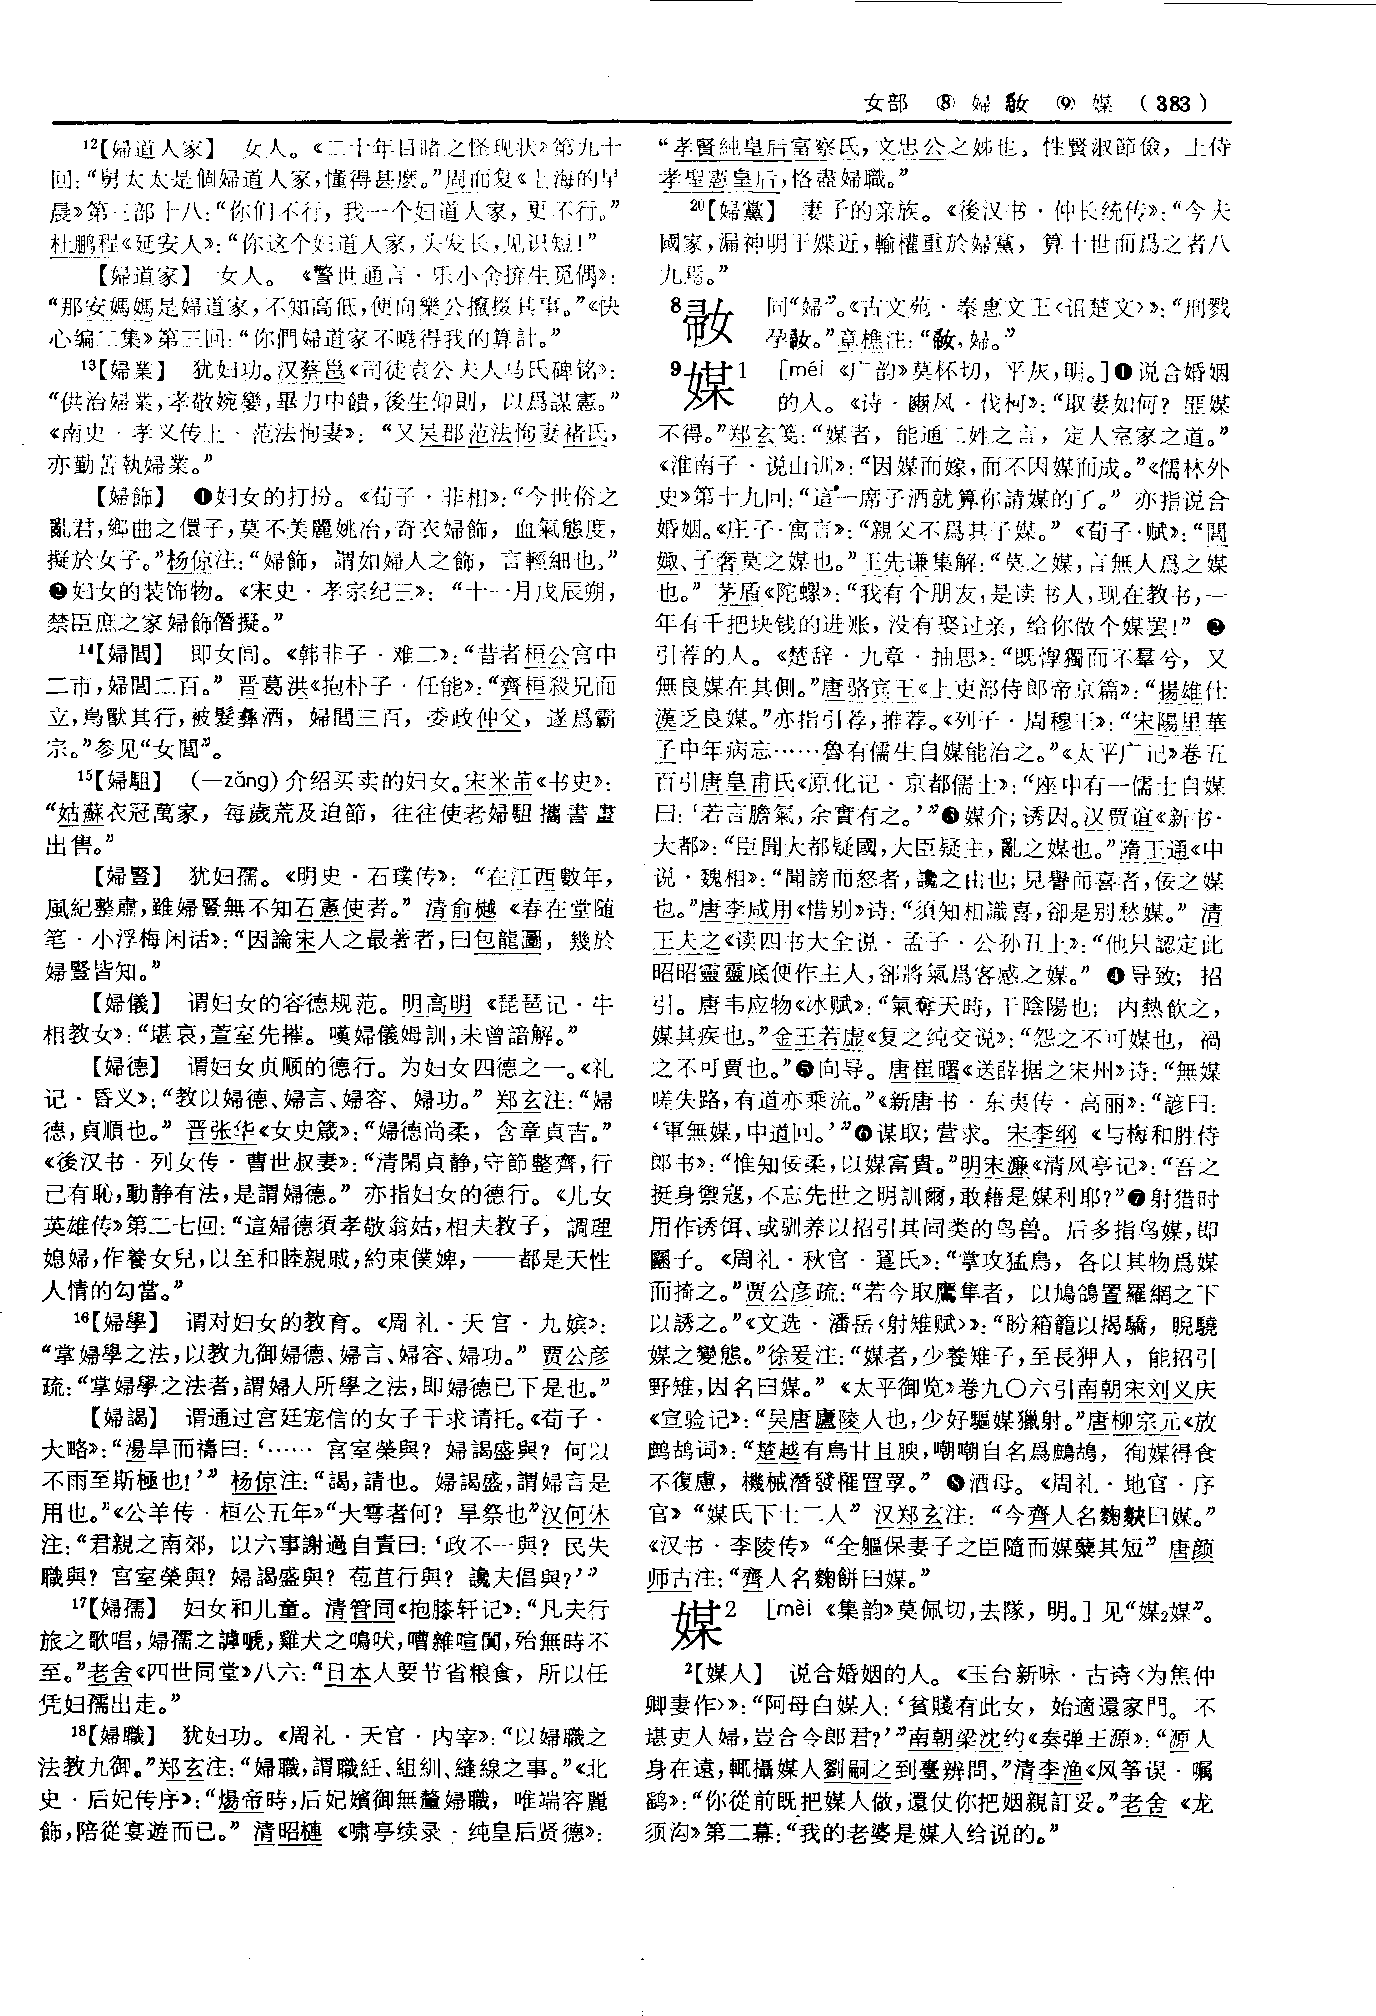 女部 ⑧ 婦㛐 ⑨ 媒 （383）
¹²【婦道人家】 女人。《二十年目睹之怪现状》第九十
回：“舅太太是個婦道人家，懂得甚麽。”周而复《上海的早
晨》第三部十八：“你们不行，我一个妇道人家，更不行。”
杜鹏程《延安人》：“你这个妇道人家，头发长，见识短！”
【婦道家】 女人。《警世通言·乐小舍拚生觅偶》：
“那安媽媽是婦道家，不知高低，便向樂公攛掇其事。”《快
心编二集》第三回：“你們婦道家不曉得我的算計。”
¹³【婦業】 犹妇功。汉蔡邕《司徒袁公夫人马氏碑铭》：
“供治婦業，孝敬婉孌，畢力中饋，後生仰則，以爲謀憲。”
《南史·孝义传上·范法恂妻》：“又吴郡范法恂妻褚氏，
亦勤苦執婦業。”
【婦飾】 ❶妇女的打扮。《荀子·非相》：“今世俗之
亂君，鄉曲之儇子，莫不美麗姚冶，奇衣婦飾，血氣態度，
擬於女子。”杨倞注：“婦飾，謂如婦人之飾，言輕細也。”
❷妇女的装饰物。《宋史·孝宗纪三》：“十一月戊辰朔，
禁臣庶之家婦飾僭擬。”
¹⁴【婦閭】 即女闾。《韩非子·难二》：“昔者桓公宫中
二市，婦閭二百。”晋葛洪《抱朴子·任能》：“齊桓殺兄而
立，鳥獸其行，被髮彝酒，婦閭三百，委政仲父，遂爲霸
宗。”参见“女閭”。
¹⁵【婦駔】 （—zǎng）介绍买卖的妇女。宋米芾《书史》：
“姑蘇衣冠萬家，每歲荒及迫節，往往使老婦駔攜書畫
出售。”
【婦豎】 犹妇孺。《明史·石璞传》：“在江西數年，
風紀整肅，雖婦豎無不知石憲使者。”清俞樾《春在堂随
笔·小浮梅闲话》：“因論宋人之最著者，曰包龍圖，幾於
婦豎皆知。”
【婦儀】 谓妇女的容德规范。明高明《琵琶记·牛
相教女》：“堪哀，萱室先摧。嘆婦儀姆訓，未曾諳解。”
【婦德】 谓妇女贞顺的德行。为妇女四德之一。《礼
记·昏义》：“教以婦德、婦言、婦容、婦功。”郑玄注：“婦
德，貞順也。”晋张华《女史箴》：“婦德尚柔，含章貞吉。”
《後汉书·列女传·曹世叔妻》：“清閑貞静，守節整齊，行
己有恥，動静有法，是謂婦德。”亦指妇女的德行。《儿女
英雄传》第二七回：“這婦德須孝敬翁姑，相夫教子，調理
媳婦，作養女兒，以至和睦親戚，約束僕婢，——都是天性
人情的勾當。”
¹⁶【婦學】 谓对妇女的教育。《周礼·天官·九嫔》：
“掌婦學之法，以教九御婦德、婦言、婦容、婦功。”贾公彦
疏：“掌婦學之法者，謂婦人所學之法，即婦德已下是也。”
【婦謁】 谓通过宫廷宠信的女子干求请托。《荀子·
大略》：“湯旱而禱曰：‘……宫室榮與？婦謁盛與？何以
不雨至斯極也！’”杨倞注：“謁，請也。婦謁盛，謂婦言是
用也。”《公羊传·桓公五年》“大雩者何？旱祭也”汉何休
注：“君親之南郊，以六事謝過自責曰：‘政不一與？民失
職與？宫室榮與？婦謁盛與？苞苴行與？讒夫倡與？’”
¹⁷【婦孺】 妇女和儿童。清管同《抱膝轩记》：“凡夫行
旅之歌唱，婦孺之謼嗁，雞犬之鳴吠，嘈雜喧闐，殆無時不
至。”老舍《四世同堂》八六：“日本人要节省粮食，所以任
凭妇孺出走。”
¹⁸【婦職】 犹妇功。《周礼·天官·内宰》：“以婦職之
法教九御。”郑玄注：“婦職，謂織紝、組紃、縫線之事。”《北
史·后妃传序》：“煬帝時，后妃嬪御無釐婦職，唯端容麗
飾，陪從宴遊而已。”清昭槤《啸亭续录·纯皇后贤德》：
“孝賢純皇后富察氏，文忠公之姊也。性賢淑節儉，上侍
孝聖憲皇后，恪盡婦職。”
²⁰【婦黨】 妻子的亲族。《後汉书·仲长统传》：“今夫
國家，漏神明于媟近，輸權重於婦黨，算十世而爲之者八
九焉。”
8㛐 同“婦”。《古文苑·秦惠文王〈诅楚文〉》：“刑戮
孕㛐。”章樵注：“㛐，婦。”
9媒1 ［méi 《广韵》莫杯切，平灰，明。］❶说合婚姻
的人。《诗·豳风·伐柯》：“取妻如何？匪媒
不得。”郑玄笺：“媒者，能通二姓之言，定人室家之道。”
《淮南子·说山训》：“因媒而嫁，而不因媒而成。”《儒林外
史》第十九回：“這一席子酒就算你請媒的了。”亦指说合
婚姻。《庄子·寓言》：“親父不爲其子媒。”《荀子·赋》：“閭
娵、子奢莫之媒也。”王先谦集解：“莫之媒，言無人爲之媒
也。”茅盾《陀螺》：“我有个朋友，是读书人，现在教书，一
年有千把块钱的进账，没有娶过亲，给你做个媒罢！”❷
引荐的人。《楚辞·九章·抽思》：“既惸獨而不羣兮，又
無良媒在其側。”唐骆宾王《上吏部侍郎帝京篇》：“揚雄仕
漢乏良媒。”亦指引荐，推荐。《列子·周穆王》：“宋陽里華
子中年病忘……魯有儒生自媒能治之。”《太平广记》卷五
百引唐皇甫氏《原化记·京都儒士》：“座中有一儒士自媒
曰：‘若言膽氣，余實有之。’”❸媒介；诱因。汉贾谊《新书·
大都》：“臣聞大都疑國，大臣疑主，亂之媒也。”隋王通《中
说·魏相》：“聞謗而怒者，讒之由也；見譽而喜者，佞之媒
也。”唐李咸用《惜别》诗：“須知相識喜，卻是别愁媒。”清
王夫之《读四书大全说·孟子·公孙丑上》：“他只認定此
昭昭靈靈底便作主人，卻將氣爲客感之媒。”❹导致；招
引。唐韦应物《冰赋》：“氣奪天時，干陰陽也；内熱飲之，
媒其疾也。”金王若虚《复之纯交说》：“怨之不可媒也，禍
之不可賈也。”❺向导。唐崔曙《送薛据之宋州》诗：“無媒
嗟失路，有道亦乘流。”《新唐书·东夷传·高丽》：“諺曰：
‘軍無媒，中道回。’”❻谋取；营求。宋李纲《与梅和胜侍
郎书》：“惟知佞柔，以媒富貴。”明宋濂《清风亭记》：“吾之
挺身禦寇，不忘先世之明訓爾，敢藉是媒利耶？”❼射猎时
用作诱饵、或驯养以招引其同类的鸟兽。后多指鸟媒，即
圝子。《周礼·秋官·翨氏》：“掌攻猛鳥，各以其物爲媒
而掎之。”贾公彦疏：“若今取鷹隼者，以鳩鴿置羅網之下
以誘之。”《文选·潘岳〈射雉赋〉》：“盼箱籠以揭驕，睨驍
媒之變態。”徐爰注：“媒者，少養雉子，至長狎人，能招引
野雉，因名曰媒。”《太平御览》卷九〇六引南朝宋刘义庆
《宣验记》：“吴唐廬陵人也，少好驅媒獵射。”唐柳宗元《放
鹧鸪词》：“楚越有鳥甘且腴，嘲嘲自名爲鷓鴣，徇媒得食
不復慮，機械潛發罹罝罦。”❽酒母。《周礼·地官·序
官》“媒氏下士二人”汉郑玄注：“今齊人名麴䴷曰媒。”
《汉书·李陵传》“全軀保妻子之臣隨而媒糱其短”唐颜
师古注：“齊人名麴餅曰媒。”
媒2 ［mèi 《集韵》莫佩切，去隊，明。］见“媒₂媒”。
²【媒人】 说合婚姻的人。《玉台新咏·古诗〈为焦仲
卿妻作〉》：“阿母白媒人：‘貧賤有此女，始適還家門。不
堪吏人婦，豈合令郎君？’”南朝梁沈约《奏弹王源》：“源人
身在遠，輒攝媒人劉嗣之到臺辨問。”清李渔《风筝误·嘱
鹞》：“你從前既把媒人做，還仗你把姻親訂妥。”老舍《龙
须沟》第二幕：“我的老婆是媒人给说的。”